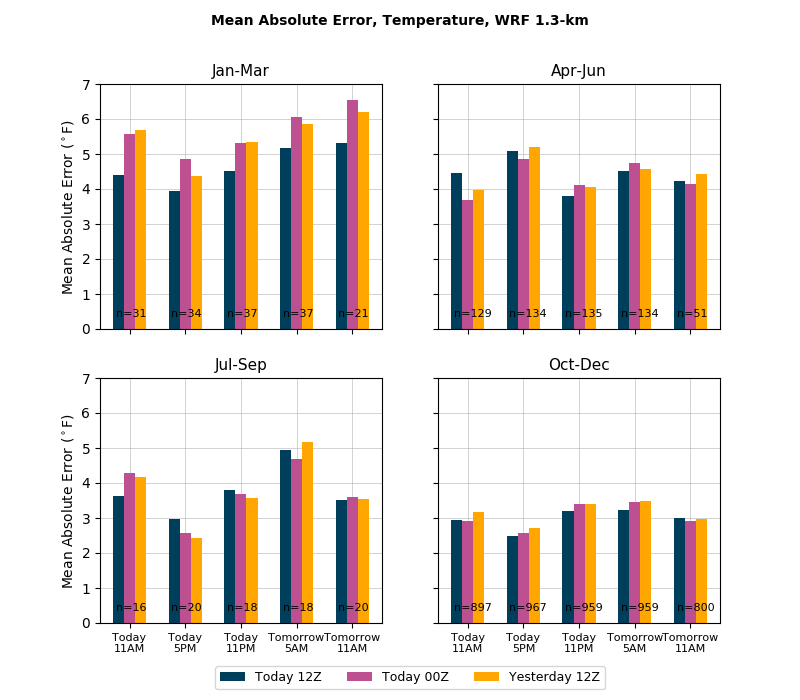 Mean Absolute Error, Temperature, WRF 1.3-km
Jan-Mar
Apr-Jun
Mean Absolute Error (°F)
7
6
5
4
3
2
1
0
n=31 n=34 n=37 n=37 n=21
n=129 n=134 n=135 n=134 n=51
Jul-Sep
Oct-Dec
Mean Absolute Error (°F)
7
6
5
4
3
2
1
0
n=16 n=20 n=18 n=18 n=20
n=897 n=967 n=959 n=959 n=800
Today Today Today Tomorrow Tomorrow
11AM 5PM 11PM 5AM 11AM
Today Today Today Tomorrow Tomorrow
11AM 5PM 11PM 5AM 11AM
Today 12Z Today 00Z Yesterday 12Z